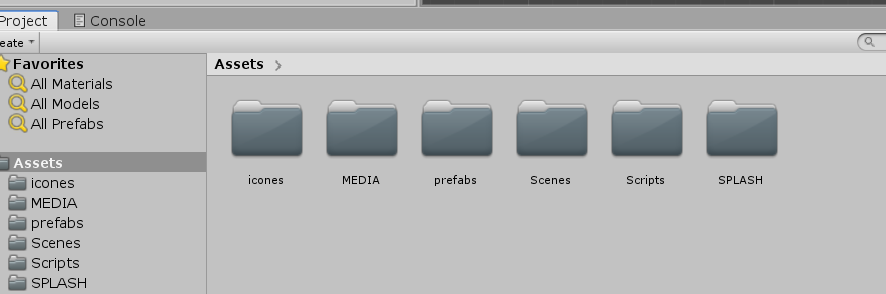 Project Console
eate
Favorites
All Materials
All Models
All Prefabs
Assets
icones
MEDIA
prefabs
Scenes
Scripts
SPLASH
Assets
icones MEDIA prefabs Scenes Scripts SPLASH